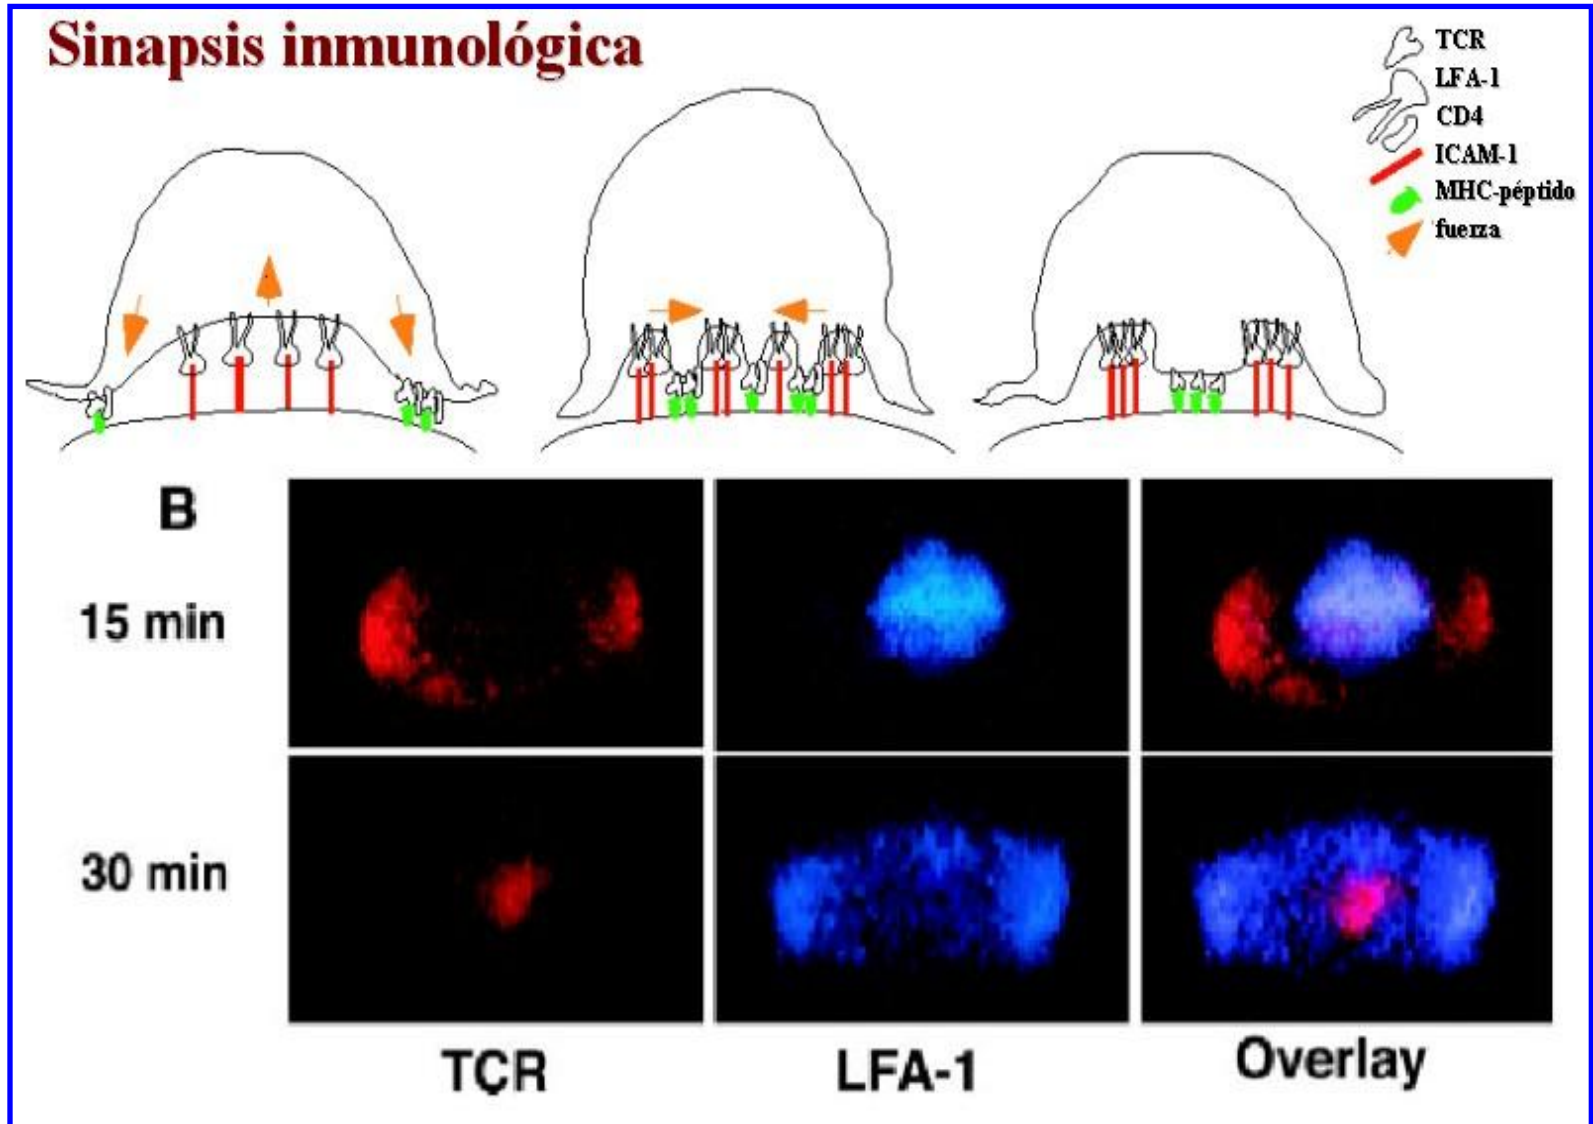 Sinapsis inmunológica
TCR
LFA-1
CD4
ICAM-1
MHC-péptido
fuerza
B
15 min
30 min
TCR
LFA-1
Overlay